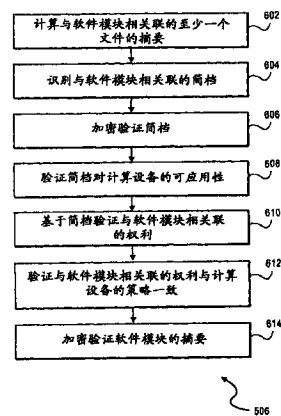 计算与软件模块相关联的至少一个
文件的摘要
602
识别与软件模块相关联的简档
604
加密验证简档
606
验证简档对计算设备的可应用性
608
基于简档验证与软件模块相关联
的权利
610
验证与软件模块相关联的权利与计算
设备的策略一致
612
加密验证软件模块的摘要
614
506